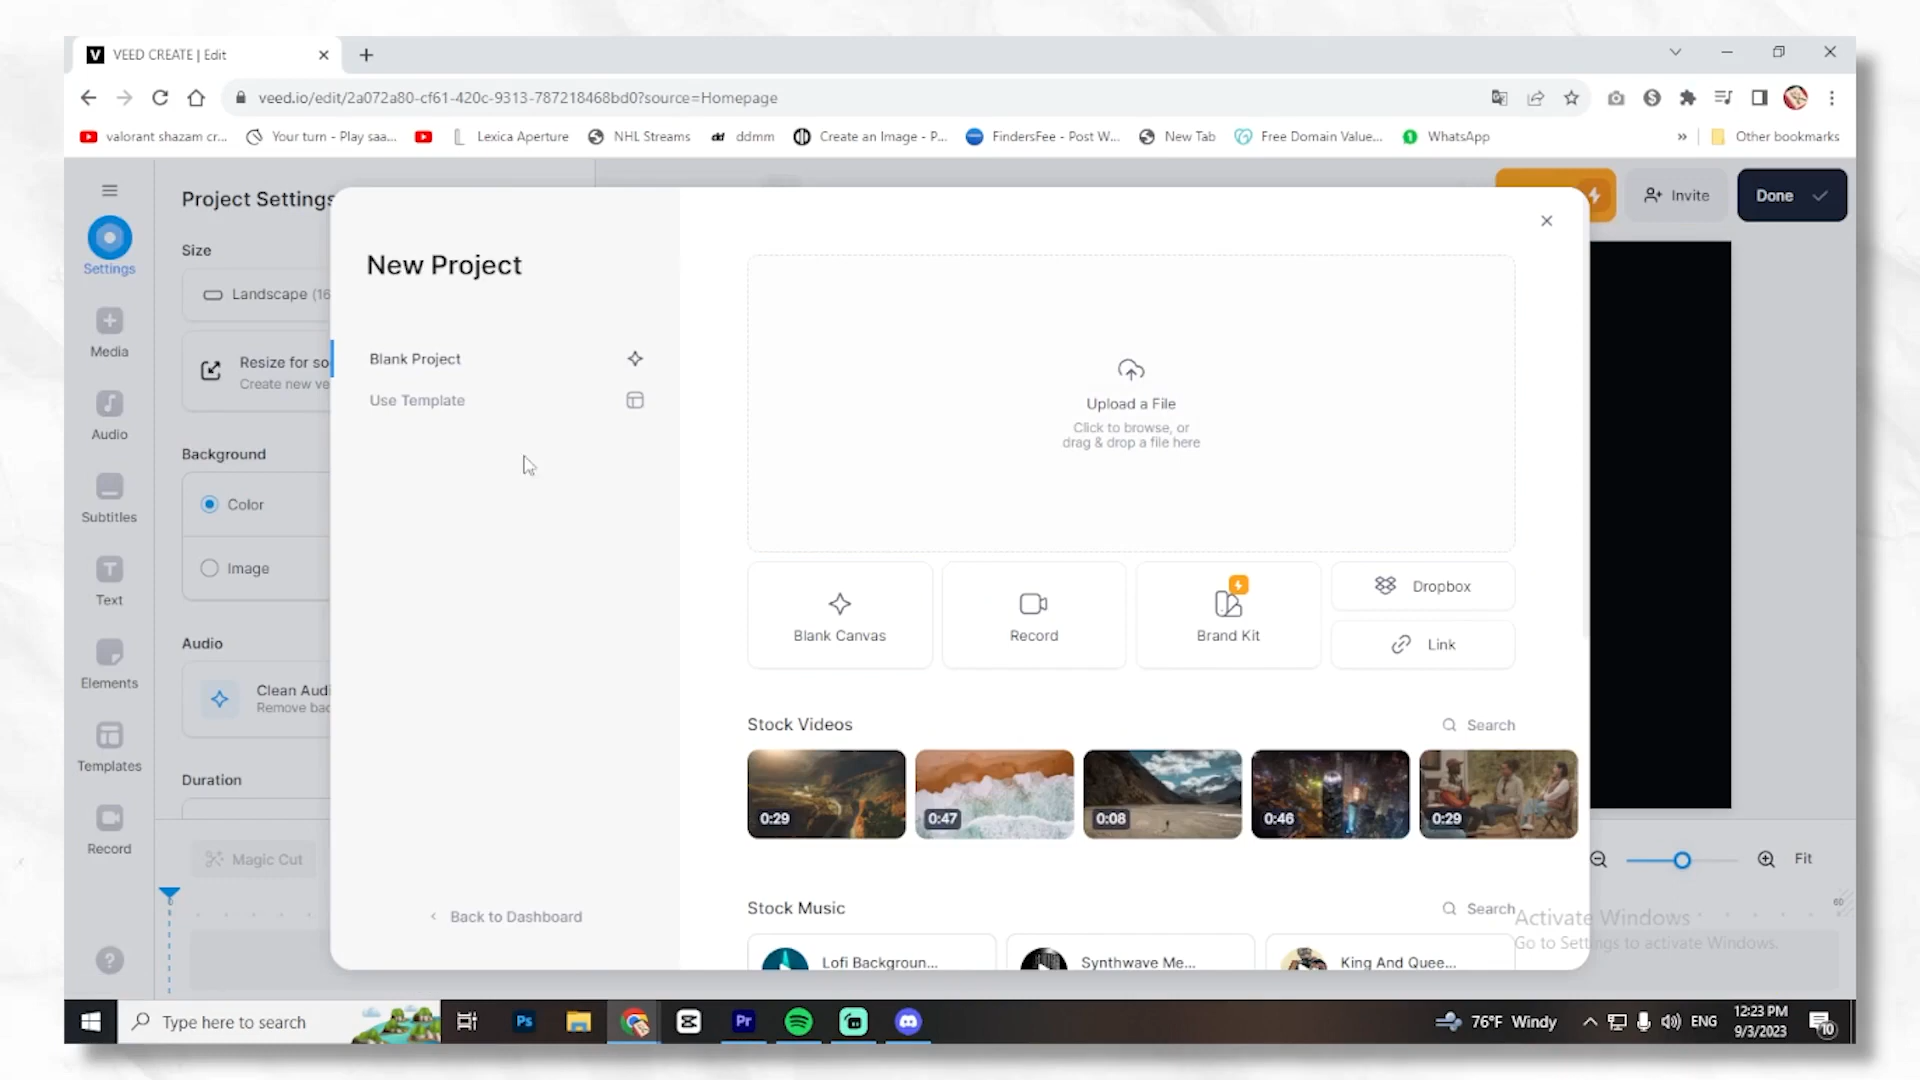 VEED CREATE | Edit
veed.io/edit/2a072a80-cf61-420c-9313-787218468bd0?source=Homepage
valorant shazam cr...
Your turn - Play saa...
Lexica Aperture
NHL Streams
dd ddmm
Create an Image - P...
FindersFee - Post W...
New Tab
Free Domain Value...
1 WhatsApp
»
Other bookmarks
Project Settings
Invite
Done
Settings
Size
Landscape (16
Resize for so
Create new ve
Media
Audio
Subtitles
Text
Elements
Templates
Record
Background
Color
Image
Audio
Clean Audi
Remove bac
Duration
Magic Cut
New Project
Blank Project
Use Template
Back to Dashboard
Upload a File
Click to browse, or
drag & drop a file here
Blank Canvas
Record
Brand Kit
Dropbox
Link
Stock Videos
Search
0:29
0:47
0:08
0:46
0:29
Stock Music
Search
Lofi Backgroun...
Synthwave Me...
King And Quee...
Fit
0
60
Activate Windows
Go to Settings to activate Windows.
Type here to search
Ps
Pr
76°F Windy
ENG
12:23 PM
9/3/2023
10